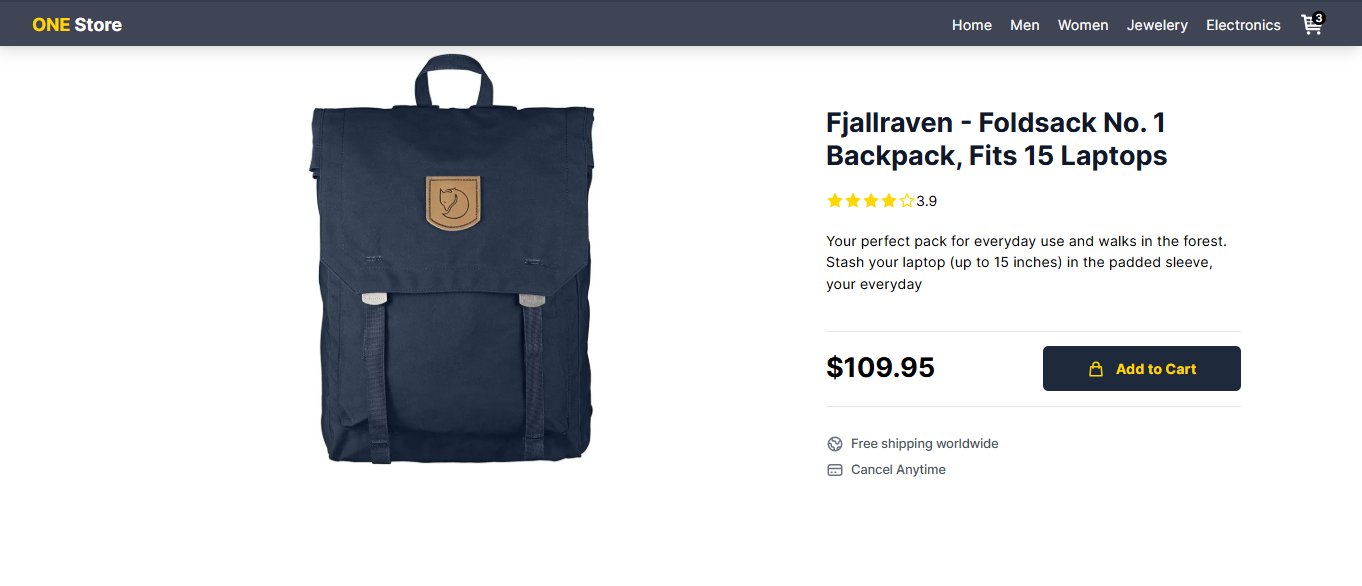 ONE Store
Home Men Women Jewelery Electronics 3
Fjallraven - Foldsack No. 1
Backpack, Fits 15 Laptops
3.9
Your perfect pack for everyday use and walks in the forest.
Stash your laptop (up to 15 inches) in the padded sleeve,
your everyday
$109.95
Add to Cart
Free shipping worldwide
Cancel Anytime